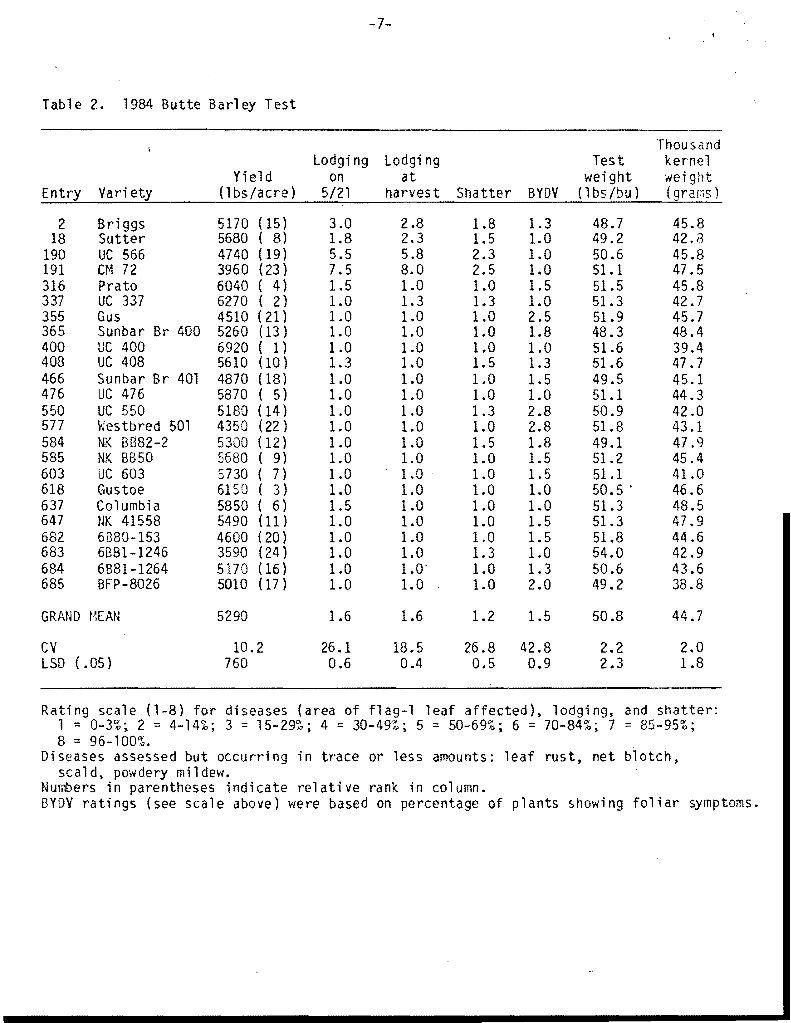 -7-
Table 2. 1984 Butte Barley Test
Thousand
Lodging Lodging Test kernel
Yield on at weight weight
Entry Variety (lbs/acre) 5/21 harvest Shatter BYDV (lbs/bu) (grams)
2 Briggs 5170 (15) 3.0 2.8 1.8 1.3 48.7 45.8
18 Sutter 5680 ( 8) 1.8 2.3 1.5 1.0 49.2 42.8
190 UC 566 4740 (19) 5.5 5.8 2.3 1.0 50.6 45.8
191 CM 72 3960 (23) 7.5 8.0 2.5 1.0 51.1 47.5
316 Prato 6040 ( 4) 1.5 1.0 1.0 1.5 51.5 45.8
337 UC 337 6270 ( 2) 1.0 1.3 1.3 1.0 51.3 42.7
355 Gus 4510 (21) 1.0 1.0 1.0 2.5 51.9 45.7
365 Sunbar Br 400 5260 (13) 1.0 1.0 1.0 1.8 48.3 48.4
400 UC 400 6920 ( 1) 1.0 1.0 1.0 1.0 51.6 39.4
408 UC 408 5610 (10) 1.3 1.0 1.5 1.3 51.6 47.7
466 Sunbar Br 401 4870 (18) 1.0 1.0 1.0 1.5 49.5 45.1
476 UC 476 5870 ( 5) 1.0 1.0 1.0 1.0 51.1 44.3
550 UC 550 5180 (14) 1.0 1.0 1.3 2.8 50.9 42.0
577 Westbred 501 4350 (22) 1.0 1.0 1.0 2.8 51.8 43.1
584 NK BB82-2 5300 (12) 1.0 1.0 1.5 1.8 49.1 47.9
585 NK BB50 5680 ( 9) 1.0 1.0 1.0 1.5 51.2 45.4
603 UC 603 5730 ( 7) 1.0 1.0 1.0 1.5 51.1 41.0
618 Gustoe 6150 ( 3) 1.0 1.0 1.0 1.0 50.5 46.6
637 Columbia 5850 ( 6) 1.5 1.0 1.0 1.0 51.3 48.5
647 NK 41558 5490 (11) 1.0 1.0 1.0 1.5 51.3 47.9
682 6B80-153 4600 (20) 1.0 1.0 1.0 1.5 51.8 44.6
683 6B81-1246 3590 (24) 1.0 1.0 1.3 1.0 54.0 42.9
684 6B81-1264 5170 (16) 1.0 1.0 1.0 1.3 50.6 43.6
685 BFP-8026 5010 (17) 1.0 1.0 1.0 2.0 49.2 38.8
GRAND MEAN 5290 1.6 1.6 1.2 1.5 50.8 44.7
CV 10.2 26.1 18.5 26.8 42.8 2.2 2.0
LSD (.05) 760 0.6 0.4 0.5 0.9 2.3 1.8
Rating scale (1-8) for diseases (area of flag-1 leaf affected), lodging, and shatter:
1 = 0-3%; 2 = 4-14%; 3 = 15-29%; 4 = 30-49%; 5 = 50-69%; 6 = 70-84%; 7 = 85-95%;
8 = 96-100%.
Diseases assessed but occurring in trace or less amounts: leaf rust, net blotch,
scald, powdery mildew.
Numbers in parentheses indicate relative rank in column.
BYDV ratings (see scale above) were based on percentage of plants showing foliar symptoms.